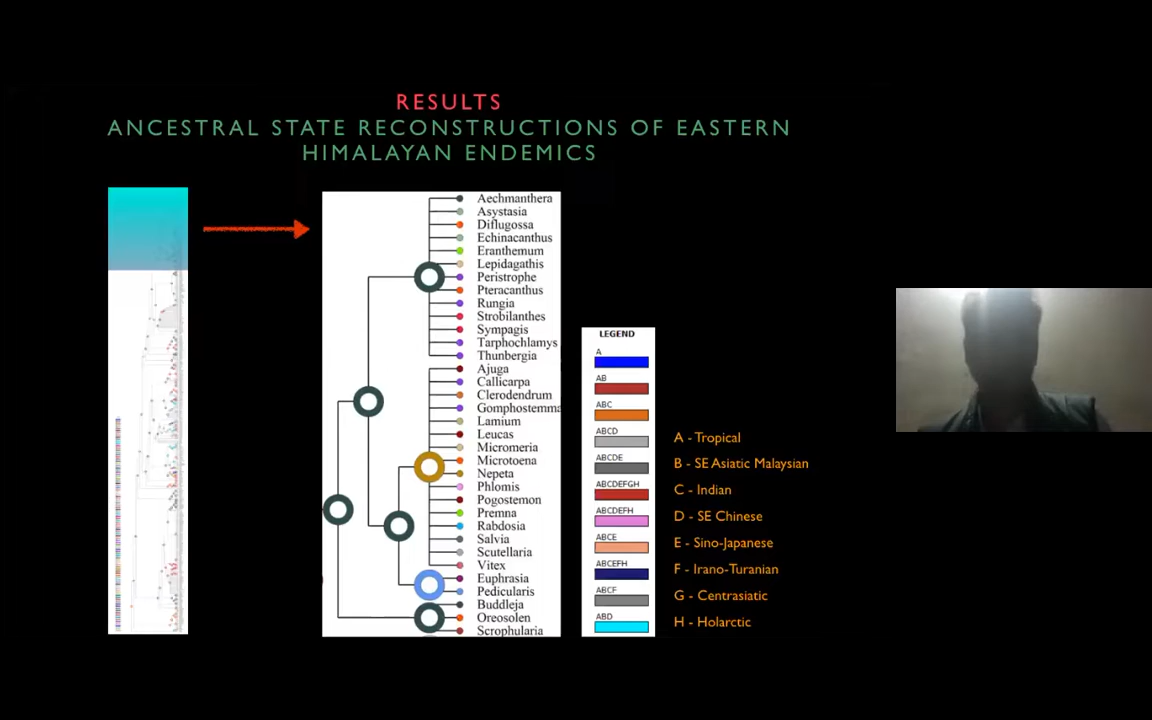 RESULTS
ANCESTRAL STATE RECONSTRUCTIONS OF EASTERN
HIMALAYAN ENDEMICS
Aechmanthera
Asystasia
Diflugossa
Echinacanthus
Eranthemum
Lepidagathis
Peristrophe
Pteracanthus
Rungia
Strobilanthes
Sympagis
Tarphochlamys
Thunbergia
Ajuga
Callicarpa
Clerodendrum
Gomphostemma
Lamium
Leucas
Micromeria
Microtoena
Nepeta
Phlomis
Pogostemon
Premna
Rabdosia
Salvia
Scutellaria
Vitex
Euphrasia
Pedicularis
Buddleja
Oreosolen
Scrophularia
LEGEND
A
AB
ABC
ABCD
ABCDE
ABCDEFGH
ABCDEFH
ABCE
ABCEFH
ABCF
ABD
A - Tropical
B - SE Asiatic Malaysian
C - Indian
D - SE Chinese
E - Sino-Japanese
F - Irano-Turanian
G - Centrasiatic
H - Holarctic